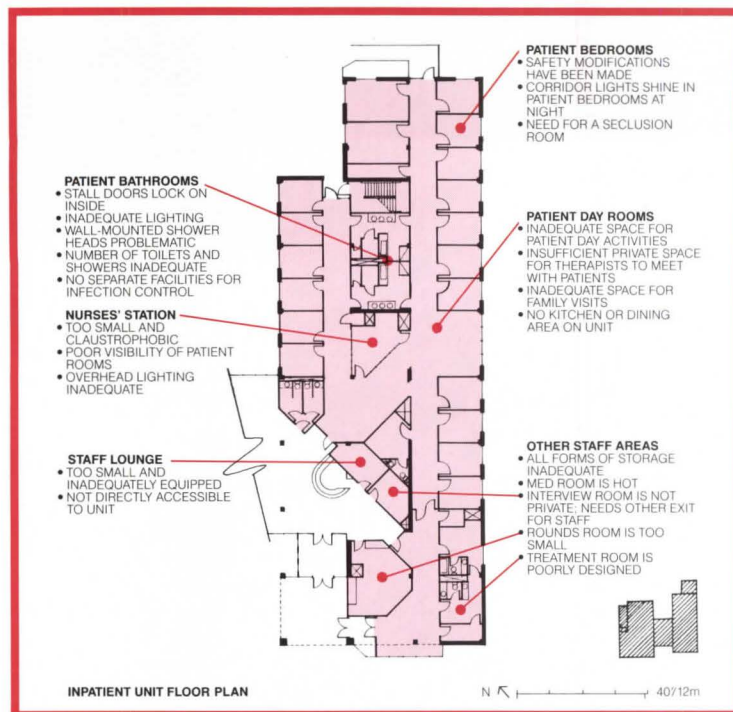 PATIENT BEDROOMS
• SAFETY MODIFICATIONS
HAVE BEEN MADE
• CORRIDOR LIGHTS SHINE IN
PATIENT BEDROOMS AT
NIGHT
• NEED FOR A SECLUSION
ROOM
PATIENT BATHROOMS
• STALL DOORS LOCK ON
INSIDE
• INADEQUATE LIGHTING
• WALL-MOUNTED SHOWER
HEADS PROBLEMATIC
• NUMBER OF TOILETS AND
SHOWERS INADEQUATE
• NO SEPARATE FACILITIES FOR
INFECTION CONTROL
PATIENT DAY ROOMS
• INADEQUATE SPACE FOR
PATIENT DAY ACTIVITIES
• INSUFFICIENT PRIVATE SPACE
FOR THERAPISTS TO MEET
WITH PATIENTS
• INADEQUATE SPACE FOR
FAMILY VISITS
• NO KITCHEN OR DINING
AREA ON UNIT
NURSES' STATION
• TOO SMALL AND
CLAUSTROPHOBIC
• POOR VISIBILITY OF PATIENT
ROOMS
• OVERHEAD LIGHTING
INADEQUATE
STAFF LOUNGE
• TOO SMALL AND
INADEQUATELY EQUIPPED
• NOT DIRECTLY ACCESSIBLE
TO UNIT
OTHER STAFF AREAS
• ALL FORMS OF STORAGE
INADEQUATE
• MED ROOM IS HOT
• INTERVIEW ROOM IS NOT
PRIVATE; NEEDS OTHER EXIT
FOR STAFF
• ROUNDS ROOM IS TOO
SMALL
• TREATMENT ROOM IS
POORLY DESIGNED
INPATIENT UNIT FLOOR PLAN
N
40'/12m